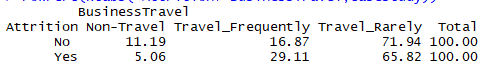 BusinessTravel
Attrition Non-Travel Travel_Frequently Travel_Rarely Total
No 11.19 16.87 71.94 100.00
Yes 5.06 29.11 65.82 100.00